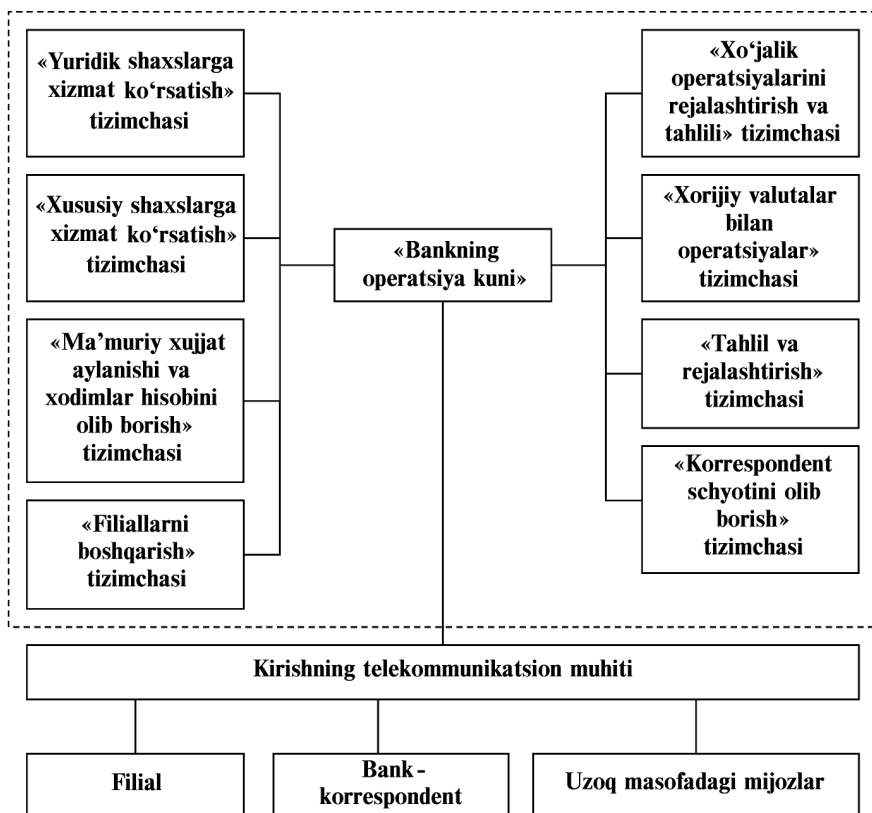 «Yuridik shaxslarga
xizmat ko‘rsatish»
tizimchasi
«Xususiy shaxslarga
xizmat ko‘rsatish»
tizimchasi
«Ma’muriy xujjat
aylanishi va
xodimlar hisobini
olib borish»
tizimchasi
«Filiallarni
boshqarish»
tizimchasi
«Bankning
operatsiya kuni»
«Xo‘jalik
operatsiyalarini
rejalashtirish va
tahlili» tizimchasi
«Xorijiy valutalar
bilan
operatsiyalar»
tizimchasi
«Tahlil va
rejalashtirish»
tizimchasi
«Korrespondent
schyotini olib
borish»
tizimchasi
Kirishning telekommunikatsion muhiti
Filial
Bank-
korrespondent
Uzoq masofadagi mijozlar